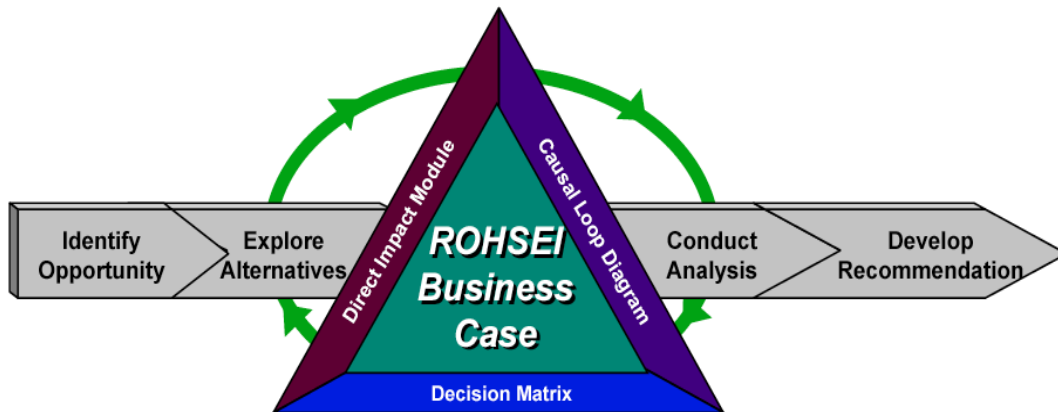 Identify
Opportunity
Explore
Alternatives
Direct Impact Module
ROHSEI
Business
Case
Causal Loop Diagram
Decision Matrix
Conduct
Analysis
Develop
Recommendation